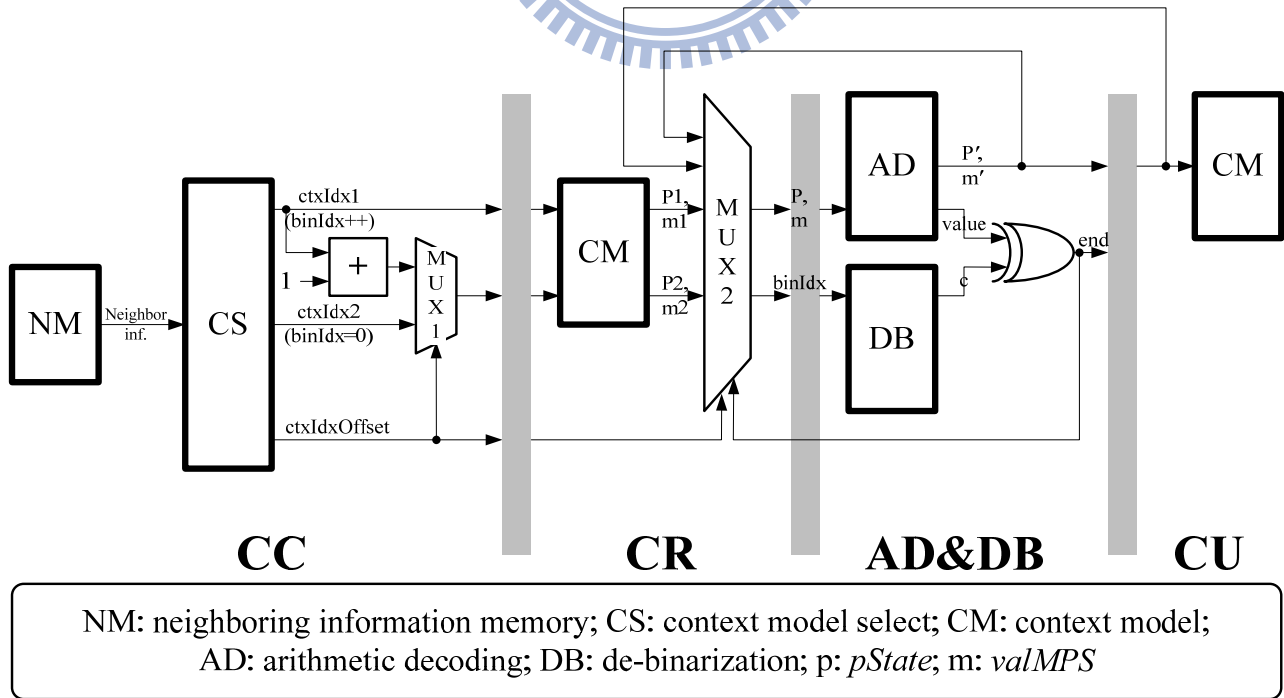 NM
Neighbor
inf.
CS
ctxIdx1
(binIdx++)
+
1
ctxIdx2
(binIdx=0)
MUX1
ctxIdxOffset
CM
P1,
m1
P2,
m2
MUX2
P,
m
binIdx
AD
P′,
m′
value
c
end
DB
CM
CC
CR
AD&DB
CU
NM: neighboring information memory; CS: context model select; CM: context model;
AD: arithmetic decoding; DB: de-binarization; p: pState; m: valMPS